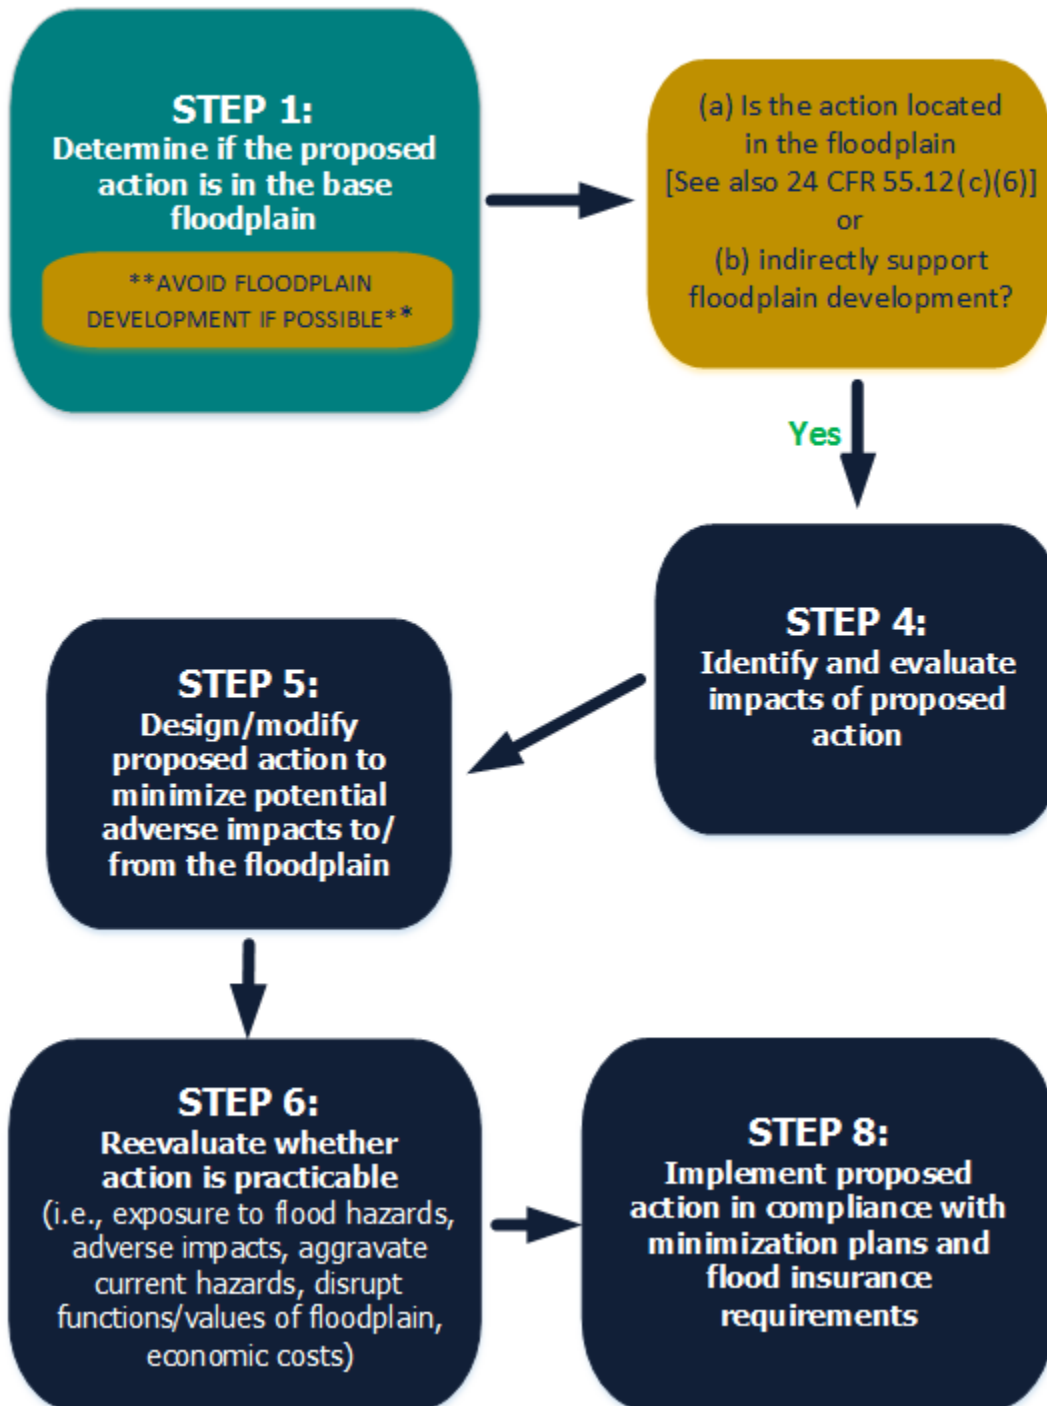 STEP 1:
Determine if the proposed
action is in the base
floodplain
**AVOID FLOODPLAIN
DEVELOPMENT IF POSSIBLE**
(a) Is the action located
in the floodplain
[See also 24 CFR 55.12(c)(6)]
or
(b) indirectly support
floodplain development?
Yes
STEP 4:
Identify and evaluate
impacts of proposed
action
STEP 5:
Design/modify
proposed action to
minimize potential
adverse impacts to/
from the floodplain
STEP 6:
Reevaluate whether
action is practicable
(i.e., exposure to flood hazards,
adverse impacts, aggravate
current hazards, disrupt
functions/values of floodplain,
economic costs)
STEP 8:
Implement proposed
action in compliance with
minimization plans and
flood insurance
requirements